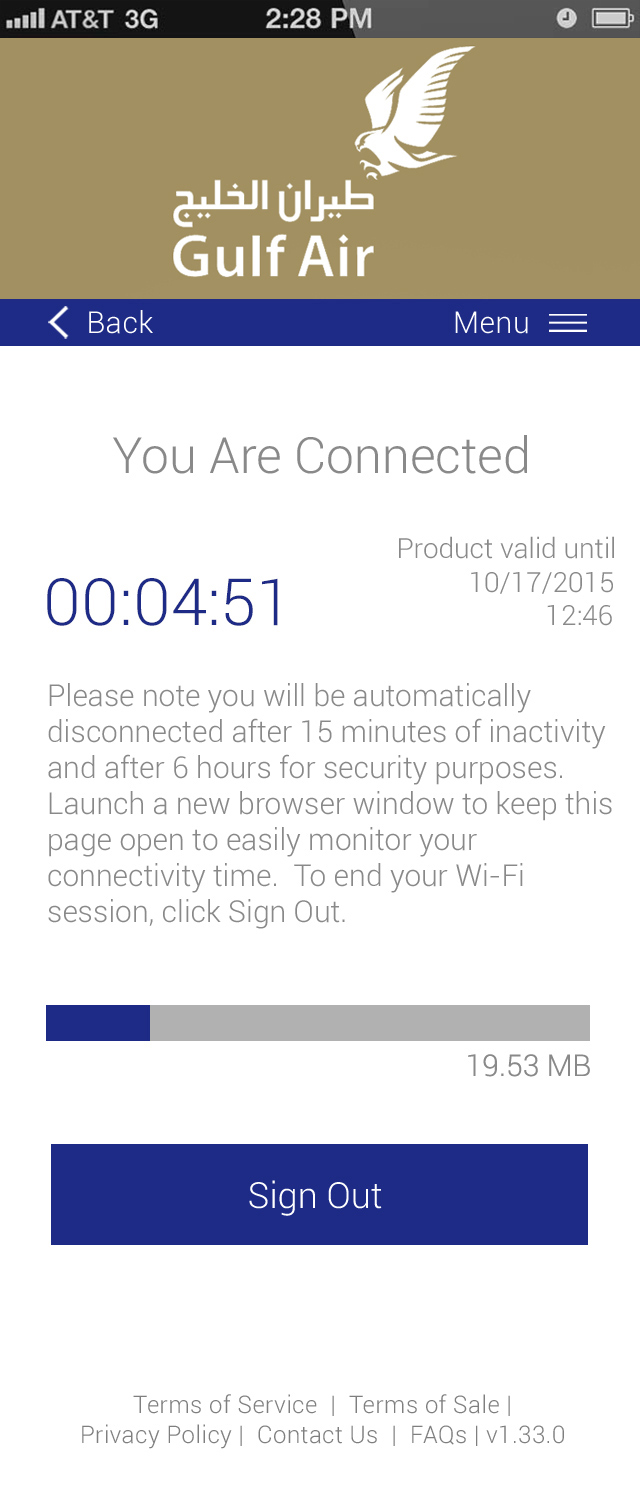 AT&T 3G 2:28 PM
طيران الخليج
Gulf Air
Back Menu
You Are Connected
Product valid until
10/17/2015
12:46
00:04:51
Please note you will be automatically
disconnected after 15 minutes of inactivity
and after 6 hours for security purposes.
Launch a new browser window to keep this
page open to easily monitor your
connectivity time.  To end your Wi-Fi
session, click Sign Out.
19.53 MB
Sign Out
Terms of Service | Terms of Sale |
Privacy Policy | Contact Us | FAQs | v1.33.0